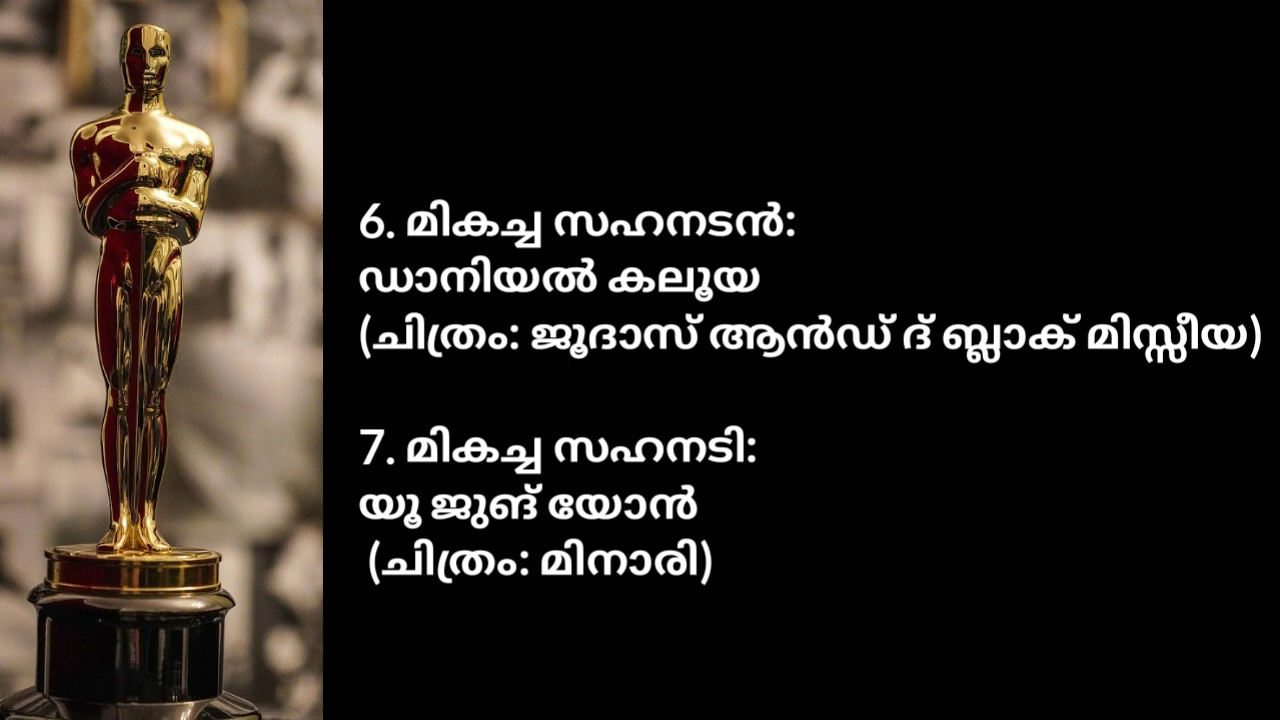 6. മികച്ച സഹനടൻ:
ഡാനിയൽ കലൂയ
(ചിത്രം: ജൂദാസ് ആൻഡ് ദ് ബ്ലാക് മിസ്സീയ)
7. മികച്ച സഹനടി:
യൂ ജുങ് യോൻ
(ചിത്രം: മിനാരി)